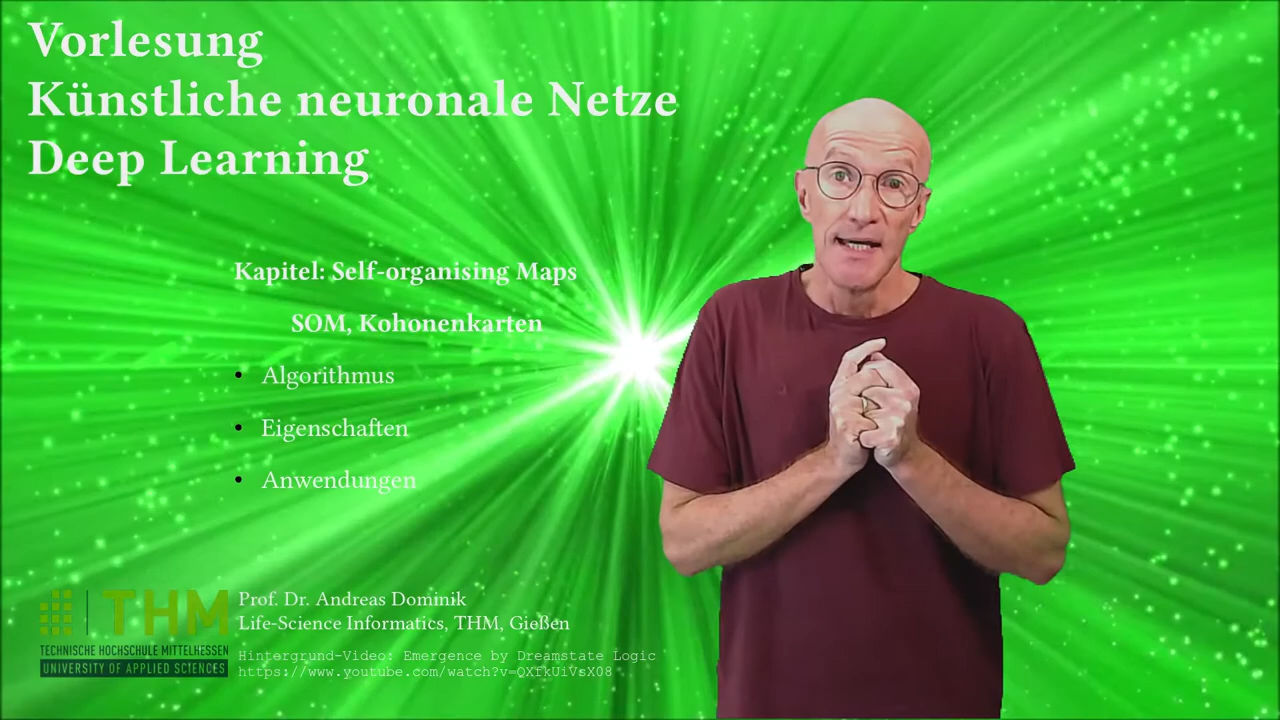 Vorlesung
Künstliche neuronale Netze
Deep Learning
Kapitel: Self-organising Maps
SOM, Kohonenkarten
• Algorithmus
• Eigenschaften
• Anwendungen
THM
TECHNISCHE HOCHSCHULE MITTELHESSEN
UNIVERSITY OF APPLIED SCIENCES
Prof. Dr. Andreas Dominik
Life-Science Informatics, THM, Gießen
Hintergrund-Video: Emergence by Dreamstate Logic
https://www.youtube.com/watch?v=QXfkUiVsX08